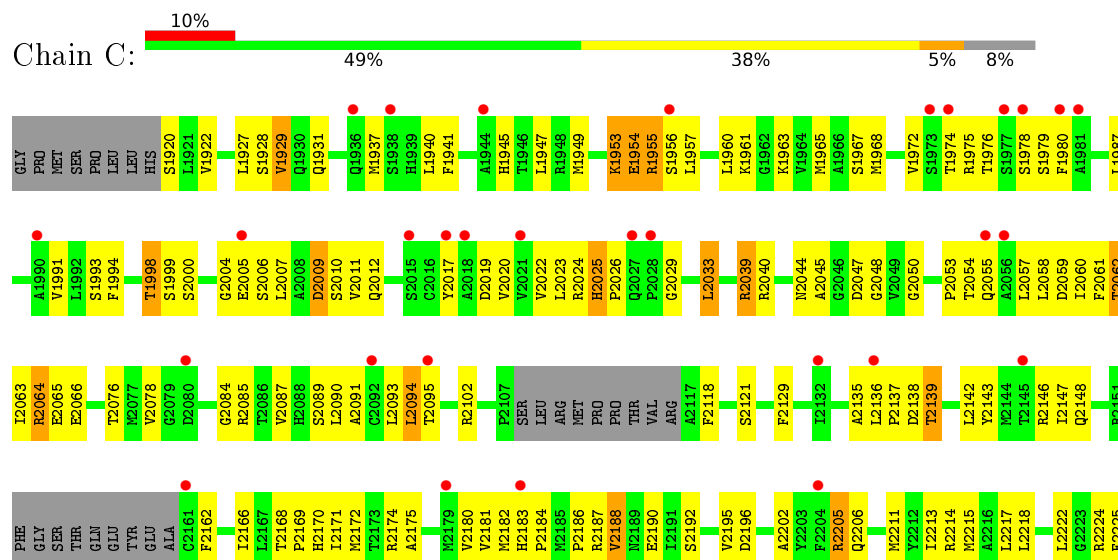 10%
Chain C:
49% 38% 5% 8%
GLY PRO MET SER PRO LEU LEU HIS S1920 L1921 V1922 L1927 S1928 V1929 Q1930 Q1931 Q1936 M1937 S1938 H1939 L1940 F1941 A1944 H1945 T1946 L1947 R1948 M1949 K1953 E1954 R1955 S1956 L1957 L1960 K1961 G1962 K1963 V1964 M1965 A1966 S1967 M1968 V1972 S1973 T1974 R1975 T1976 S1977 S1978 S1979 F1980 A1981 L1987
A1990 V1991 L1992 S1993 F1994 T1998 S1999 S2000 G2004 E2005 S2006 L2007 A2008 D2009 S2010 V2011 Q2012 S2015 C2016 Y2017 A2018 D2019 V2020 V2021 V2022 L2023 R2024 H2025 P2026 Q2027 P2028 G2029 L2033 R2039 R2040 N2044 A2045 G2046 D2047 G2048 V2049 G2050 P2053 T2054 Q2055 A2056 L2057 L2058 D2059 I2060 F2061 T2062
I2063 R2064 E2065 E2066 T2076 M2077 V2078 G2079 D2080 G2084 R2085 T2086 V2087 H2088 S2089 L2090 A2091 C2092 L2093 L2094 T2095 R2102 P2107 SER LEU ARG MET PRO PRO THR VAL ARG A2117 F2118 S2121 F2129 I2132 A2135 L2136 P2137 D2138 T2139 L2142 Y2143 M2144 T2145 R2146 I2147 Q2148 R2151
PHE GLY SER THR GLN GLU TYR GLU ALA C2161 F2162 I2166 L2167 T2168 P2169 H2170 I2171 M2172 T2173 R2174 A2175 M2179 V2180 V2181 M2182 H2183 P2184 M2185 P2186 R2187 V2188 N2189 E2190 I2191 S2192 V2195 D2196 A2202 Y2203 F2204 R2205 Q2206 M2211 Y2212 I2213 R2214 M2215 A2216 M2217 L2218 L2222 G2223 R2224